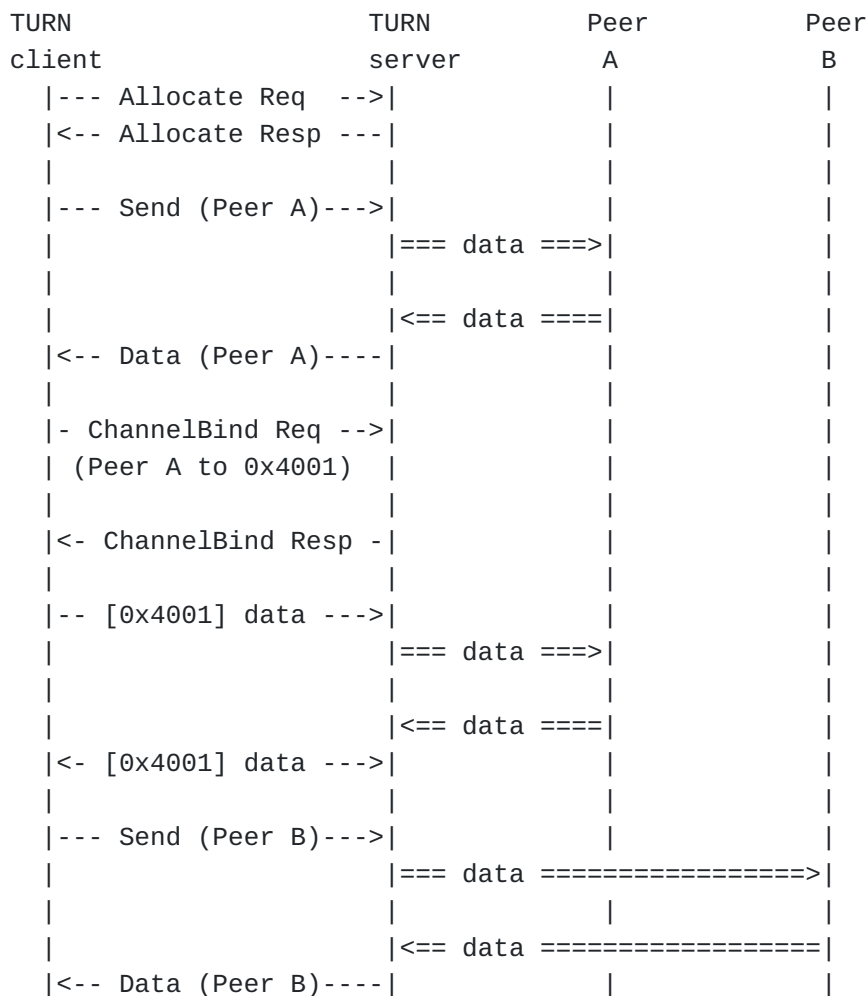 TURN                 TURN          Peer         Peer
client               server         A            B
  |--- Allocate Req  -->|            |            |
  |<-- Allocate Resp ---|            |            |
  |                     |            |            |
  |--- Send (Peer A)--->|            |            |
  |                     |=== data ===>|            |
  |                     |            |            |
  |                     |<== data ====|            |
  |<-- Data (Peer A)----|            |            |
  |                     |            |            |
  |- ChannelBind Req -->|            |            |
  | (Peer A to 0x4001)  |            |            |
  |                     |            |            |
  |<- ChannelBind Resp -|            |            |
  |                     |            |            |
  |-- [0x4001] data --->|            |            |
  |                     |=== data ===>|            |
  |                     |            |            |
  |                     |<== data ====|            |
  |<- [0x4001] data --->|            |            |
  |                     |            |            |
  |--- Send (Peer B)--->|            |            |
  |                     |=== data =================>|
  |                     |            |            |
  |                     |<== data ==================|
  |<-- Data (Peer B)----|            |            |